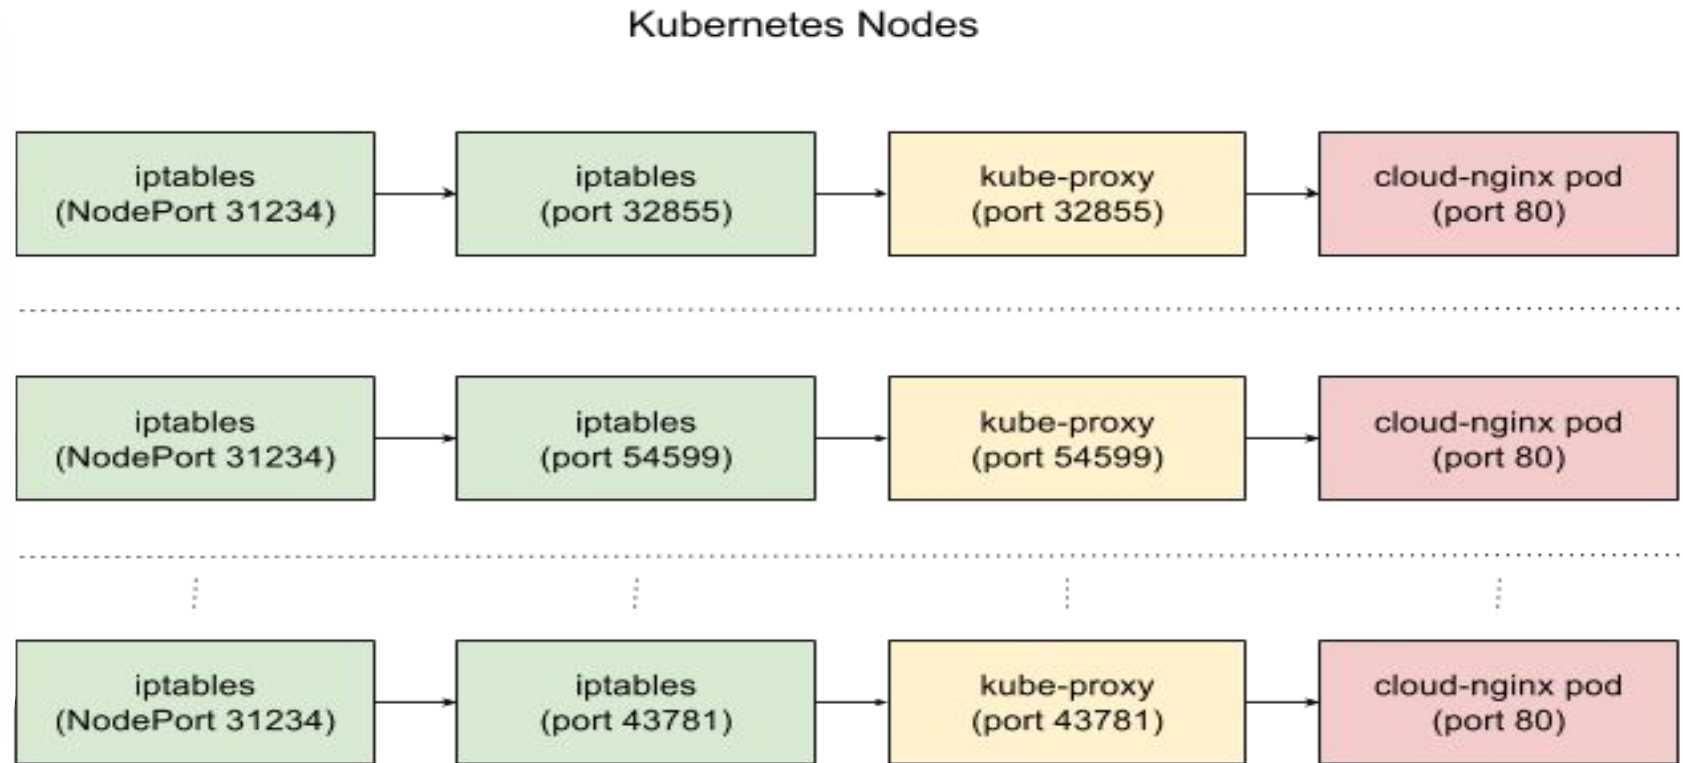 Kubernetes Nodes
iptables
(NodePort 31234)
iptables
(port 32855)
kube-proxy
(port 32855)
cloud-nginx pod
(port 80)
iptables
(NodePort 31234)
iptables
(port 54599)
kube-proxy
(port 54599)
cloud-nginx pod
(port 80)
iptables
(NodePort 31234)
iptables
(port 43781)
kube-proxy
(port 43781)
cloud-nginx pod
(port 80)